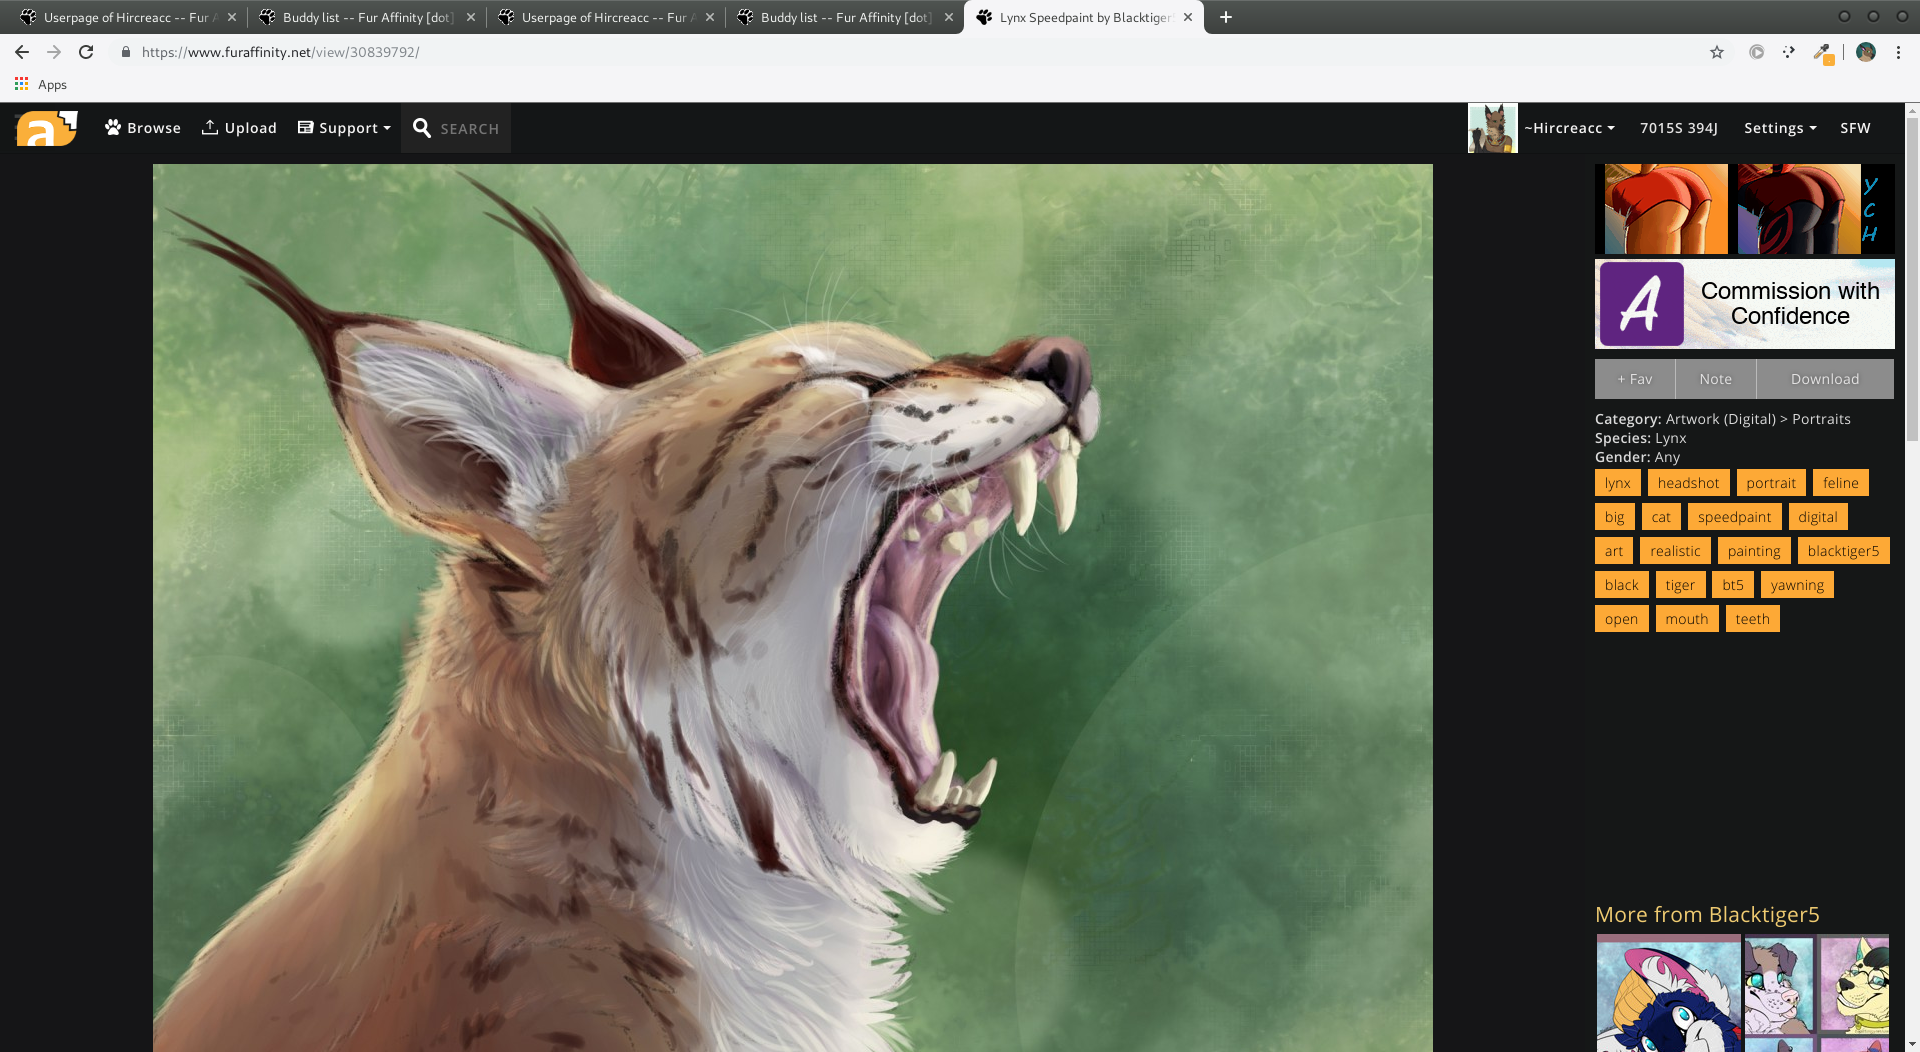 Userpage of Hircreacc -- Fur A
Buddy list -- Fur Affinity [dot]
Userpage of Hircreacc -- Fur A
Buddy list -- Fur Affinity [dot]
Lynx Speedpaint by Blacktiger
https://www.furaffinity.net/view/30839792/
Apps
a
Browse
Upload
Support
SEARCH
~Hircreacc
7015S 394J
Settings
SFW
Y
C
H
A
Commission with
Confidence
+ Fav
Note
Download
Category: Artwork (Digital) > Portraits
Species: Lynx
Gender: Any
lynx headshot portrait feline
big cat speedpaint digital
art realistic painting blacktiger5
black tiger bt5 yawning
open mouth teeth
More from Blacktiger5